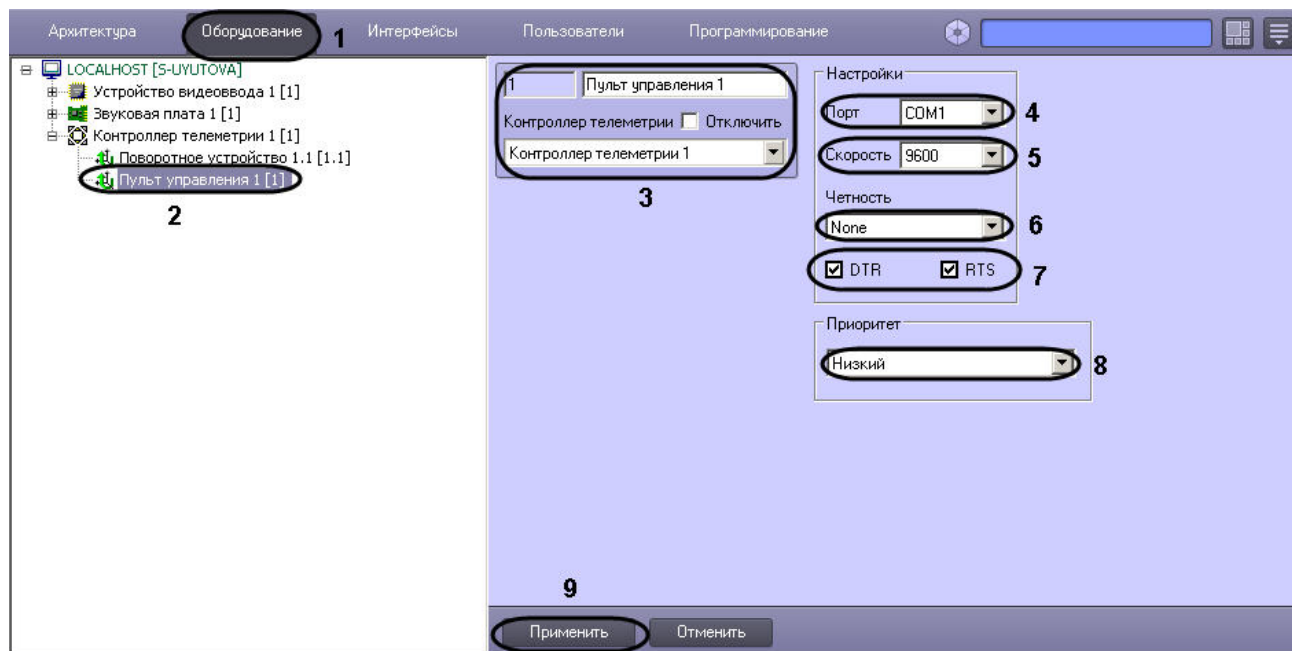 Архитектура Оборудование 1 Интерфейсы Пользователи Программирование
LOCALHOST [S-UYUTOVA]
Устройство видеоввода 1 [1]
Звуковая плата 1 [1]
Контроллер телеметрии 1 [1]
Поворотное устройство 1.1 [1.1]
Пульт управления 1 [1]
2
1 Пульт управления 1
Контроллер телеметрии Отключить
Контроллер телеметрии 1
3
Настройки
Порт COM1 4
Скорость 9600 5
Четность
None 6
DTR RTS 7
Приоритет
Низкий 8
9
Применить Отменить